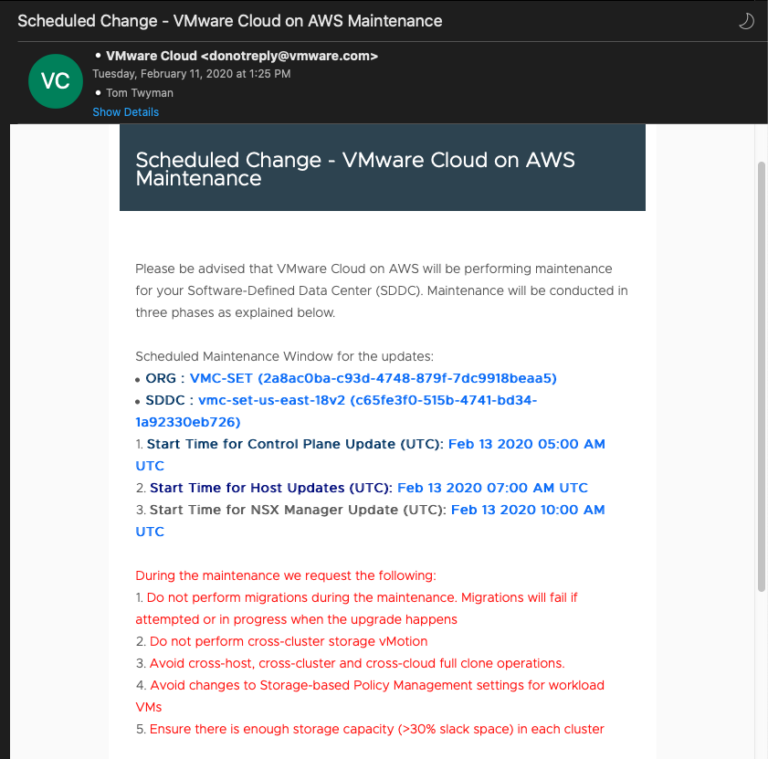 Scheduled Change - VMware Cloud on AWS Maintenance
VC
• VMware Cloud <donotreply@vmware.com>
Tuesday, February 11, 2020 at 1:25 PM
• Tom Twyman
Show Details
Scheduled Change - VMware Cloud on AWS
Maintenance
Please be advised that VMware Cloud on AWS will be performing maintenance
for your Software-Defined Data Center (SDDC). Maintenance will be conducted in
three phases as explained below.
Scheduled Maintenance Window for the updates:
• ORG : VMC-SET (2a8ac0ba-c93d-4748-879f-7dc9918beaa5)
• SDDC : vmc-set-us-east-18v2 (c65fe3f0-515b-4741-bd34-
1a92330eb726)
1. Start Time for Control Plane Update (UTC): Feb 13 2020 05:00 AM
UTC
2. Start Time for Host Updates (UTC): Feb 13 2020 07:00 AM UTC
3. Start Time for NSX Manager Update (UTC): Feb 13 2020 10:00 AM
UTC
During the maintenance we request the following:
1. Do not perform migrations during the maintenance. Migrations will fail if
attempted or in progress when the upgrade happens
2. Do not perform cross-cluster storage vMotion
3. Avoid cross-host, cross-cluster and cross-cloud full clone operations.
4. Avoid changes to Storage-based Policy Management settings for workload
VMs
5. Ensure there is enough storage capacity (>30% slack space) in each cluster